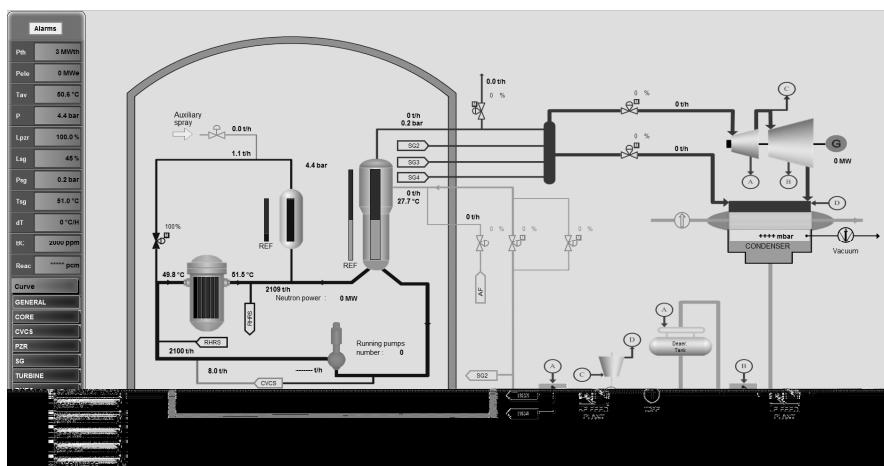 Alarms
Pth 3 MWth
Pele 0 MWe
Tav 50.6 °C
P 4.4 bar
Lpzr 100.0 %
Lsg 45 %
Psg 0.2 bar
Tsg 51.0 °C
dT 0 °C/H
BC 2000 ppm
Reac ***** pcm
Curve
GENERAL
CORE
CVCS
PZR
SG
TURBINE
Auxiliary
spray
0.0 t/h
1.1 t/h
4.4 bar
100%
REF
REF
49.8 °C
51.5 °C
2109 t/h
Neutron power : 0 MW
RHRS
RHRS
2100 t/h
Running pumps
number : 0
8.0 t/h
-------- t/h
CVCS
0 t/h
0.2 bar
0.0 t/h
0 %
SG2
SG3
SG4
0 t/h
27.7 °C
0 t/h
0 %
0 %
0 %
AF
SG2
0 %
0 t/h
0 %
0 t/h
C
G
0 MW
A
H
D
++++ mbar
CONDENSER
Vacuum
A
Deaer.
Tank
D
C
A
B
PLANT
PLANT